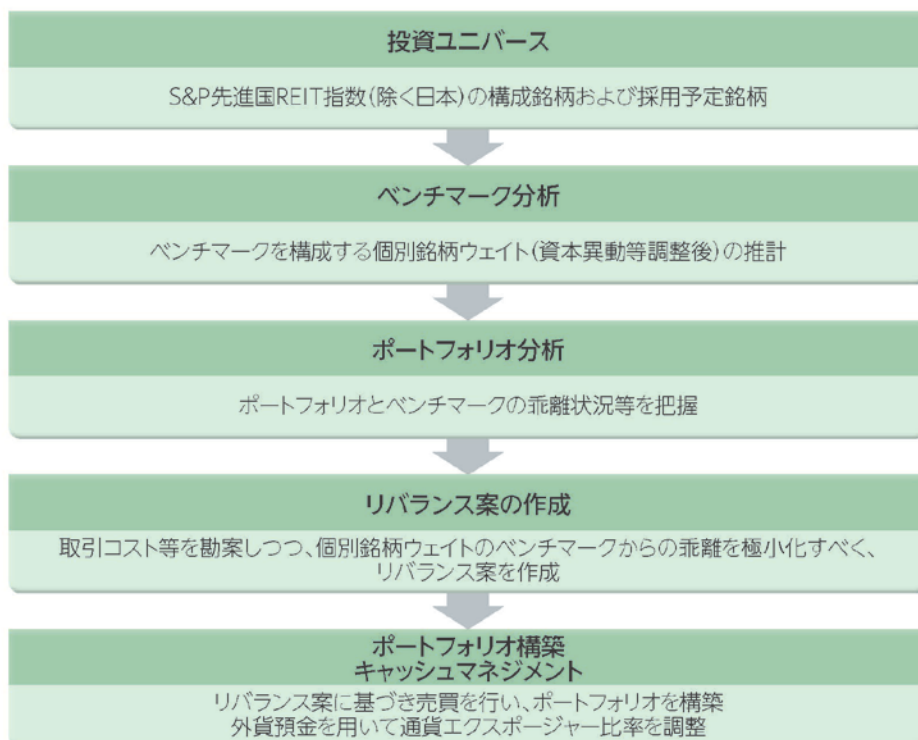 投資ユニバース
S&P先進国REIT指数(除く日本)の構成銘柄および採用予定銘柄
ベンチマーク分析
ベンチマークを構成する個別銘柄ウェイト(資本異動等調整後)の推計
ポートフォリオ分析
ポートフォリオとベンチマークの乖離状況等を把握
リバランス案の作成
取引コスト等を勘案しつつ、個別銘柄ウェイトのベンチマークからの乖離を極小化すべく、
リバランス案を作成
ポートフォリオ構築
キャッシュマネジメント
リバランス案に基づき売買を行い、ポートフォリオを構築
外貨預金を用いて通貨エクスポージャー比率を調整